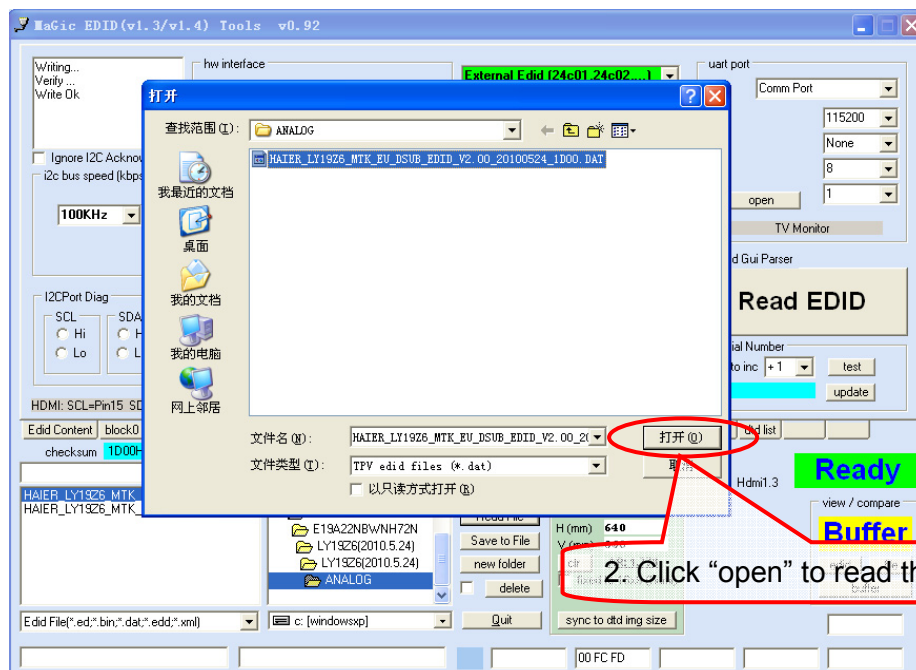 MaGic EDID(v1.3/v1.4) Tools v0.92
Writing...
Verify ...
Write Ok
hw interface
External Edid (24c01,24c02,...)
uart port
Comm Port
115200
None
8
1
open
TV Monitor
Ignore I2C Acknow
i2c bus speed (kbps
100KHz
I2CPort Diag
SCL
SDA
Hi
H
Lo
L
HDMI: SCL=Pin15 SD
打开
查找范围(I):
ANALOG
HAIER_LY19Z6_MTK_EU_DSUB_EDID_V2.00_20100524_1D00.DAT
我最近的文档
桌面
我的文档
我的电脑
网上邻居
文件名(N):
HAIER_LY19Z6_MTK_EU_DSUB_EDID_V2.00_20
打开(O)
文件类型(T):
TPV edid files (*.dat)
以只读方式打开(R)
d Gui Parser
Read EDID
ial Number
to inc
+1
test
update
Edid Content
block0
dtd list
checksum
1D00H
Hdmi1.3
Ready
view / compare
Buffer
HAIER_LY19Z6_MTK_
HAIER_LY19Z6_MTK_
E19A22NBWNH72N
LY19Z6(2010.5.24)
LY19Z6(2010.5.24)
ANALOG
Read File
Save to File
new folder
delete
Quit
H (mm)
640
clr
2. Click “open” to read th
buffer
Edid File(*.ed;*.bin;*.dat;*.edd;*.xml)
c: [windowsxp]
sync to dtd img size
00 FC FD